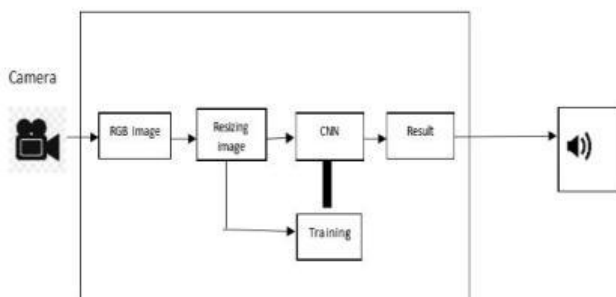 Camera
RGB Image
Resizing
image
CNN
Result
Training